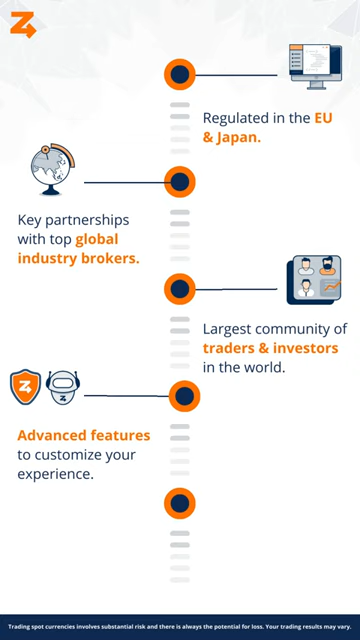 Regulated in the EU
& Japan.
Key partnerships
with top global
industry brokers.
Largest community of
traders & investors
in the world.
Advanced features
to customize your
experience.
Trading spot currencies involves substantial risk and there is always the potential for loss. Your trading results may vary.